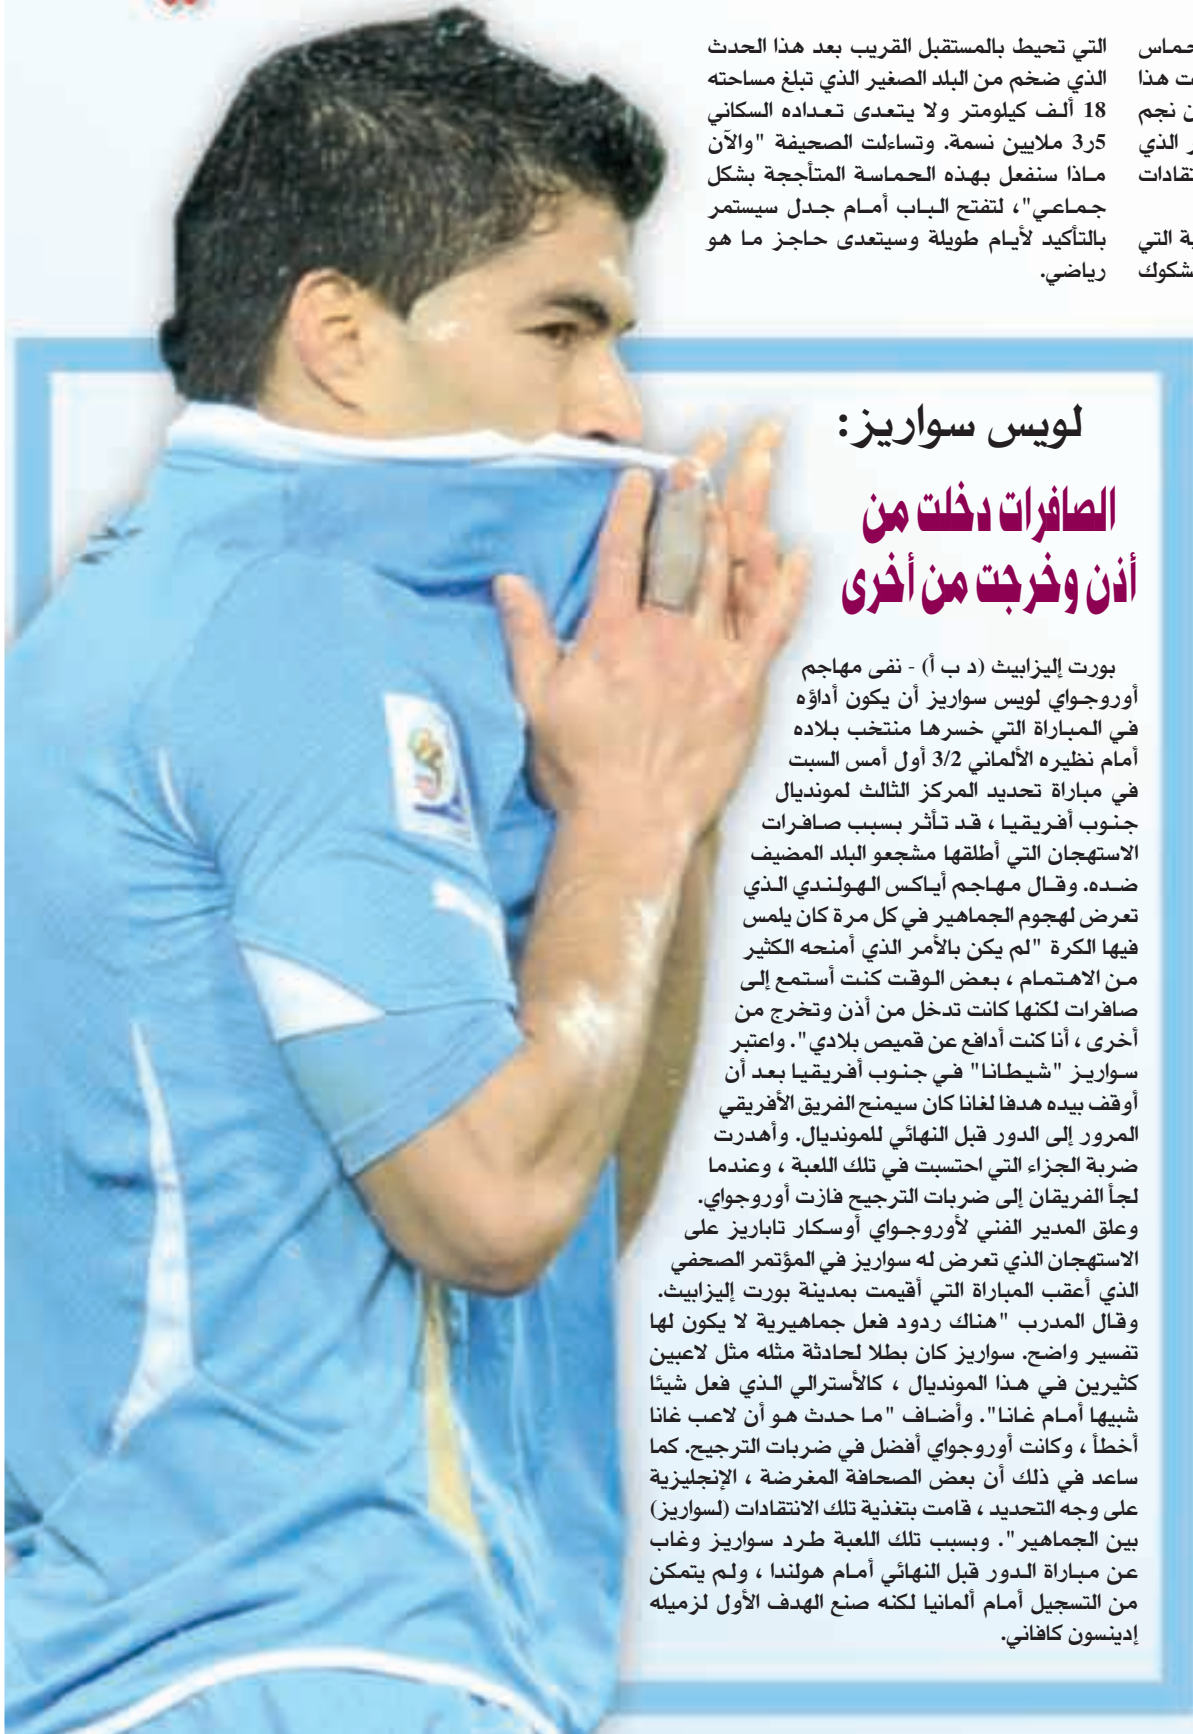 حماس
هذا
نجم
الذي
التي
التي تحيط بالمستقبل القريب بعد هذا الحدث
الذي ضخم من البلد الصغير الذي تبلغ مساحته
18 ألف كيلومتر ولا يتعدى تعداده السكاني
5ر3 ملايين نسمة. وتساءلت الصحيفة "والآن
ماذا سنفعل بهذه الحماسة المتأججة بشكل
جماعي"، لتفتح الباب أمام جدل سيستمر
بالتأكيد لأيام طويلة وسيتعدى حاجز ما هو
رياضي.
لويس سواريز:
الصافرات دخلت من
أذن وخرجت من أخرى
بورت إليزابيث (د ب أ) - نفى مهاجم
أوروجواي لويس سواريز أن يكون أداؤه
في المباراة التي خسرها منتخب بلاده
أمام نظيره الألماني 3/2 أول أمس السبت
في مباراة تحديد المركز الثالث لمونديال
جنوب أفريقيا ، قد تأثر بسبب صافرات
الاستهجان التي أطلقها مشجعو البلد المضيف
ضده. وقال مهاجم أياكس الهولندي الذي
تعرض لهجوم الجماهير في كل مرة كان يلمس
فيها الكرة "لم يكن بالأمر الذي أمنحه الكثير
من الاهتمام ، بعض الوقت كنت أستمع إلى
صافرات لكنها كانت تدخل من أذن وتخرج من
أخرى ، أنا كنت أدافع عن قميص بلادي". واعتبر
سواريز "شيطانا" في جنوب أفريقيا بعد أن
أوقف بيده هدفا لغانا كان سيمنح الفريق الأفريقي
المرور إلى الدور قبل النهائي للمونديال. وأهدرت
ضربة الجزاء التي احتسبت في تلك اللعبة ، وعندما
لجأ الفريقان إلى ضربات الترجيح فازت أوروجواي.
وعلق المدير الفني لأوروجواي أوسكار تاباريز على
الاستهجان الذي تعرض له سواريز في المؤتمر الصحفي
الذي أعقب المباراة التي أقيمت بمدينة بورت إليزابيث.
وقال المدرب "هناك ردود فعل جماهيرية لا يكون لها
تفسير واضح. سواريز كان بطلا لحادثة مثله مثل لاعبين
كثيرين في هذا المونديال ، كالأسترالي الذي فعل شيئا
شبيها أمام غانا". وأضاف "ما حدث هو أن لاعب غانا
أخطأ ، وكانت أوروجواي أفضل في ضربات الترجيح. كما
ساعد في ذلك أن بعض الصحافة المغرضة ، الإنجليزية
على وجه التحديد ، قامت بتغذية تلك الانتقادات (لسواريز)
بين الجماهير". وبسبب تلك اللعبة طرد سواريز وغاب
عن مباراة الدور قبل النهائي أمام هولندا ، ولم يتمكن
من التسجيل أمام ألمانيا لكنه صنع الهدف الأول لزميله
إدينسون كافاني.